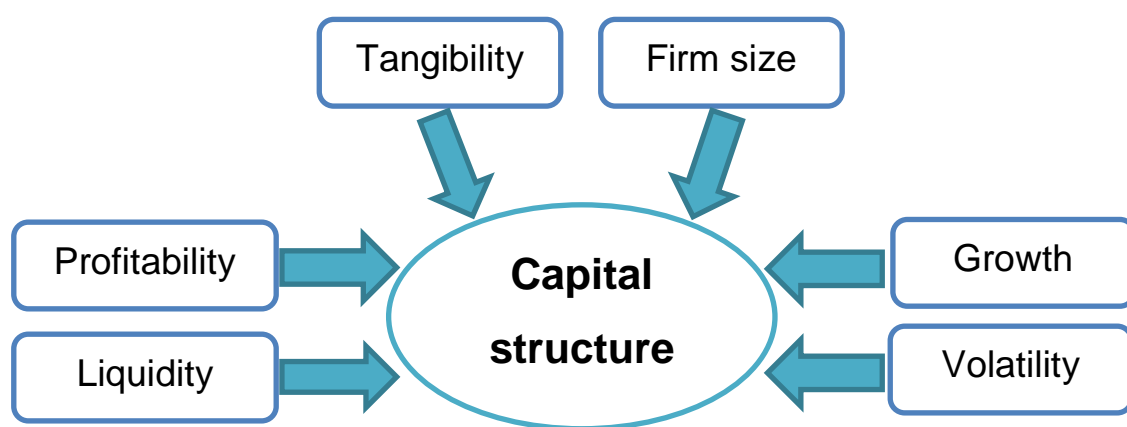 Tangibility
Firm size
Profitability
Capital
structure
Growth
Liquidity
Volatility